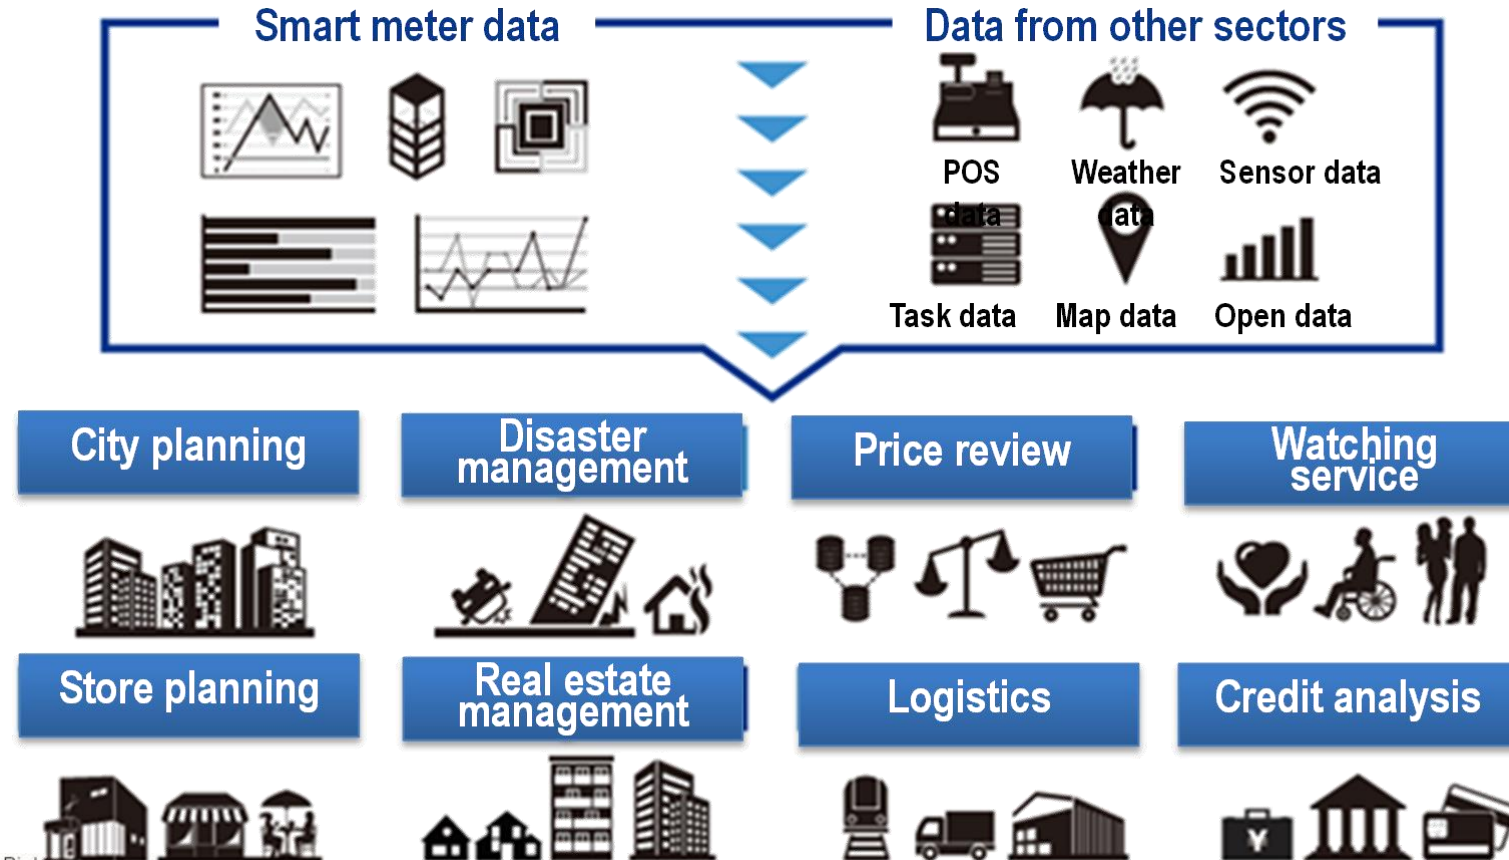 Smart meter data
Data from other sectors
POS
data
Weather
data
Sensor data
Task data
Map data
Open data
City planning
Disaster
management
Price review
Watching
service
Store planning
Real estate
management
Logistics
Credit analysis
¥